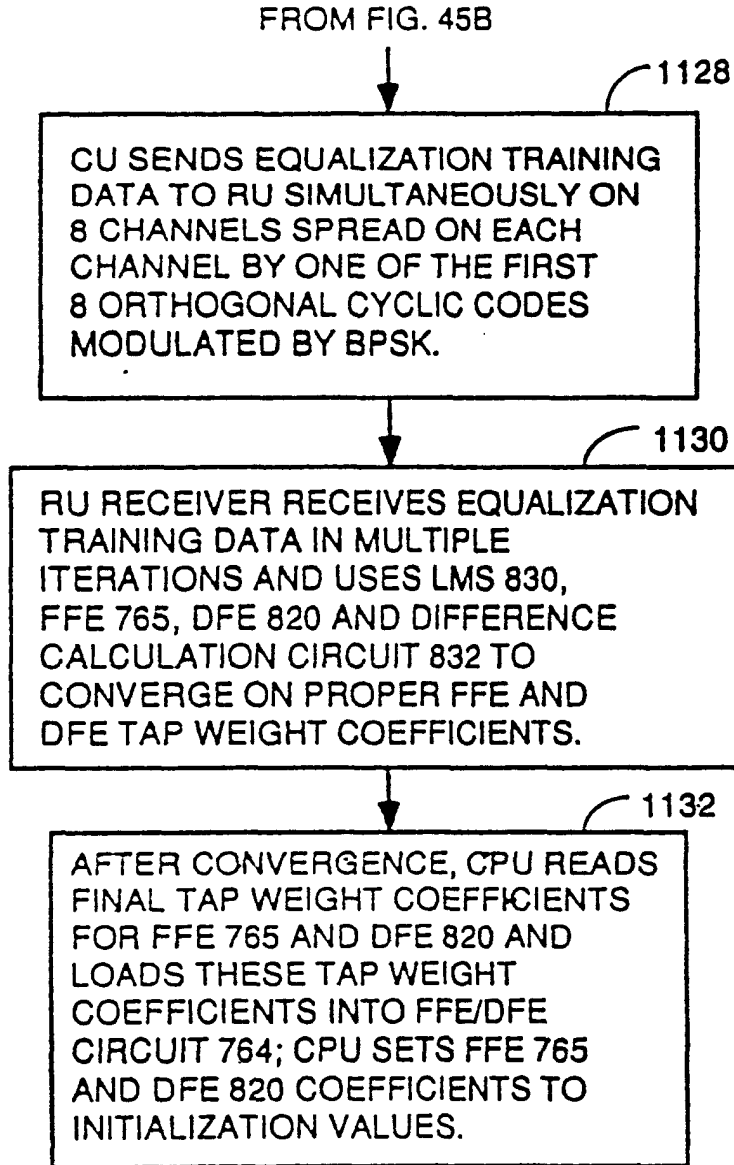 FROM FIG. 45B
1128
CU SENDS EQUALIZATION TRAINING
DATA TO RU SIMULTANEOUSLY ON
8 CHANNELS SPREAD ON EACH
CHANNEL BY ONE OF THE FIRST
8 ORTHOGONAL CYCLIC CODES
MODULATED BY BPSK.
1130
RU RECEIVER RECEIVES EQUALIZATION
TRAINING DATA IN MULTIPLE
ITERATIONS AND USES LMS 830,
FFE 765, DFE 820 AND DIFFERENCE
CALCULATION CIRCUIT 832 TO
CONVERGE ON PROPER FFE AND
DFE TAP WEIGHT COEFFICIENTS.
1132
AFTER CONVERGENCE, CPU READS
FINAL TAP WEIGHT COEFFICIENTS
FOR FFE 765 AND DFE 820 AND
LOADS THESE TAP WEIGHT
COEFFICIENTS INTO FFE/DFE
CIRCUIT 764; CPU SETS FFE 765
AND DFE 820 COEFFICIENTS TO
INITIALIZATION VALUES.